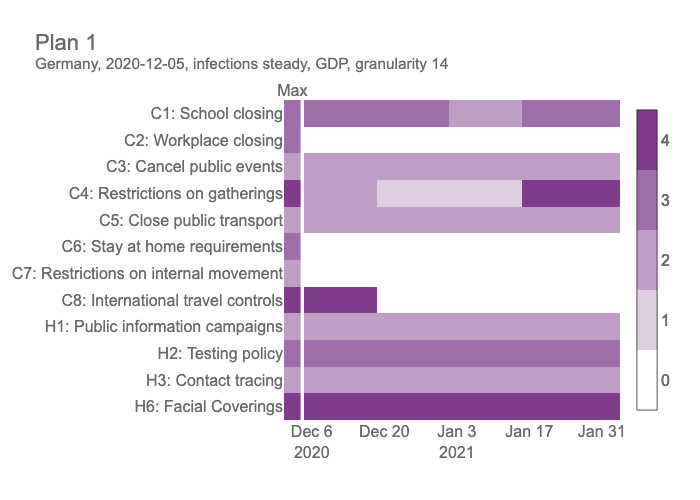 Plan 1
Germany, 2020-12-05, infections steady, GDP, granularity 14
Max
C1: School closing
C2: Workplace closing
C3: Cancel public events
C4: Restrictions on gatherings
C5: Close public transport
C6: Stay at home requirements
C7: Restrictions on internal movement
C8: International travel controls
H1: Public information campaigns
H2: Testing policy
H3: Contact tracing
H6: Facial Coverings
Dec 6 Dec 20 Jan 3 Jan 17 Jan 31
2020 2021
4
3
2
1
0